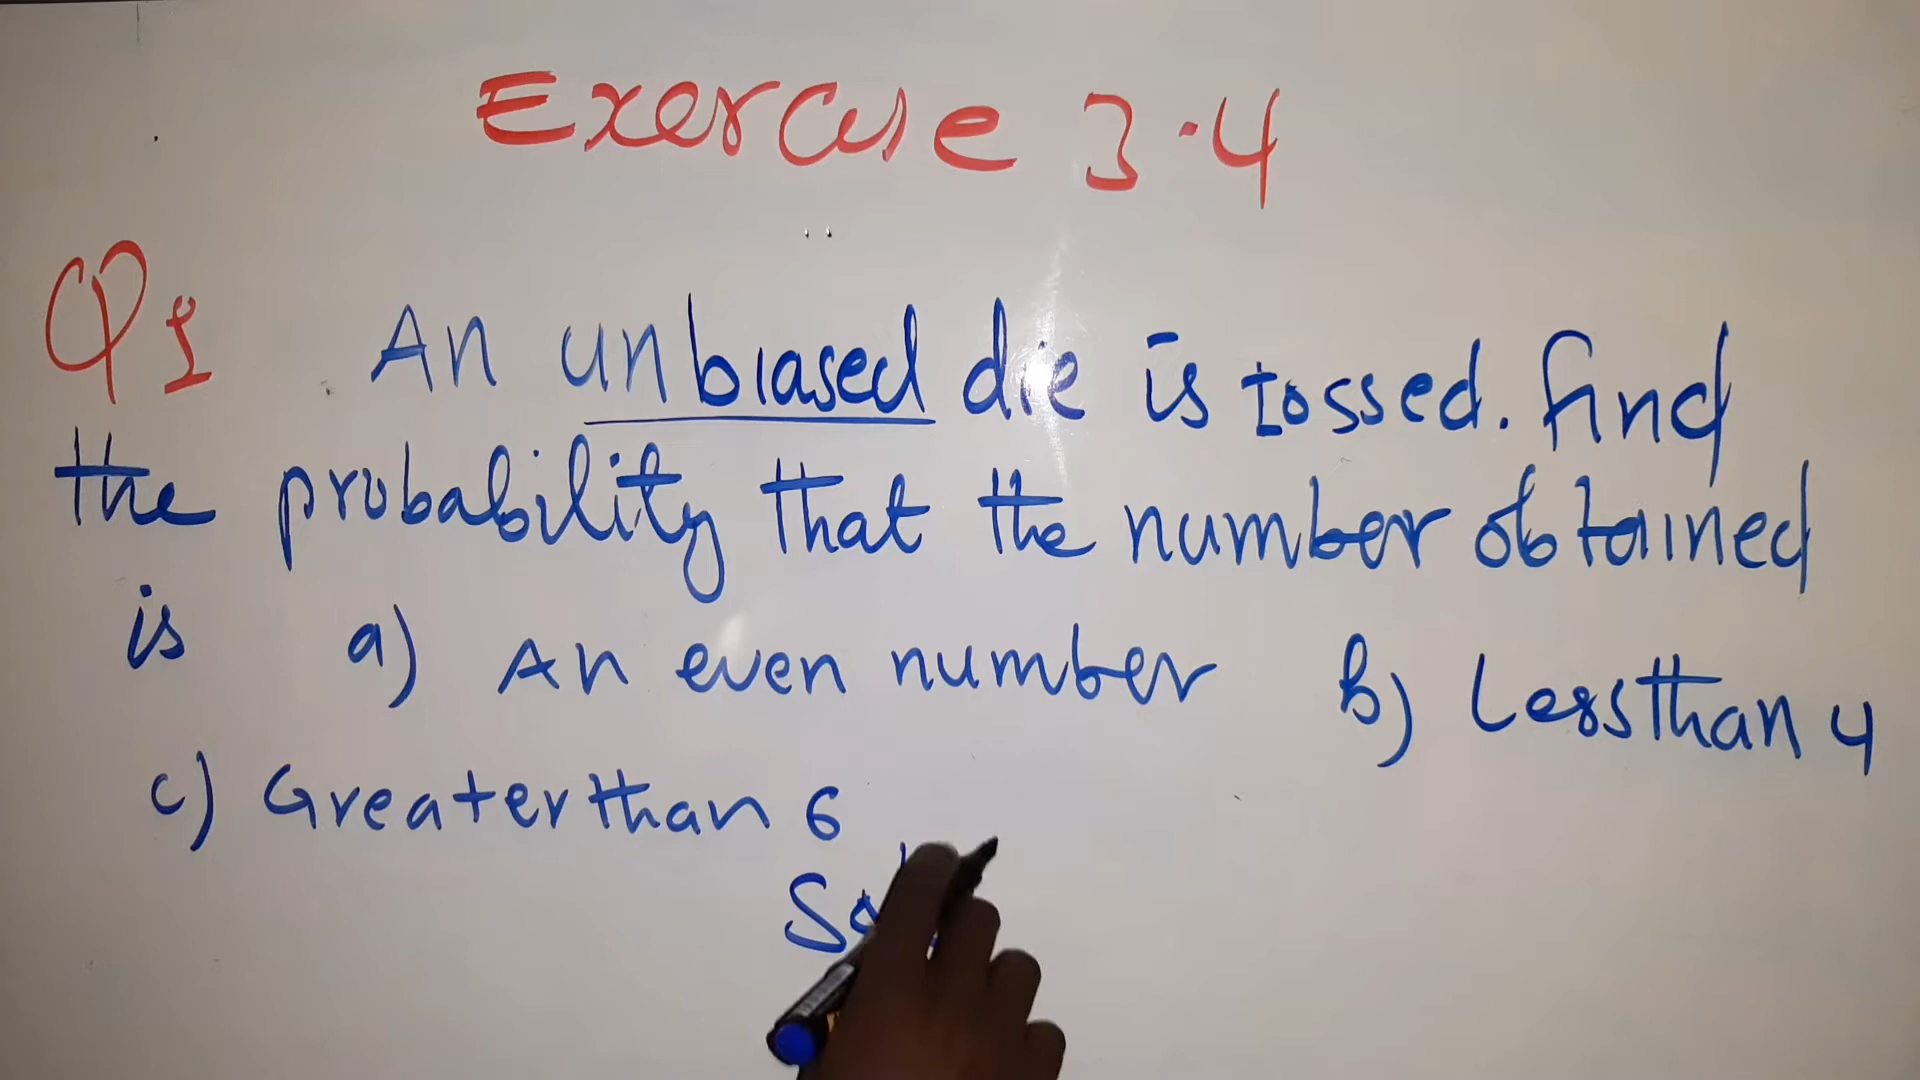 Exercise 3.4
Q1 An unbiased die is tossed. find
the probability that the number obtained
is a) An even number b) Less than 4
c) Greater than 6